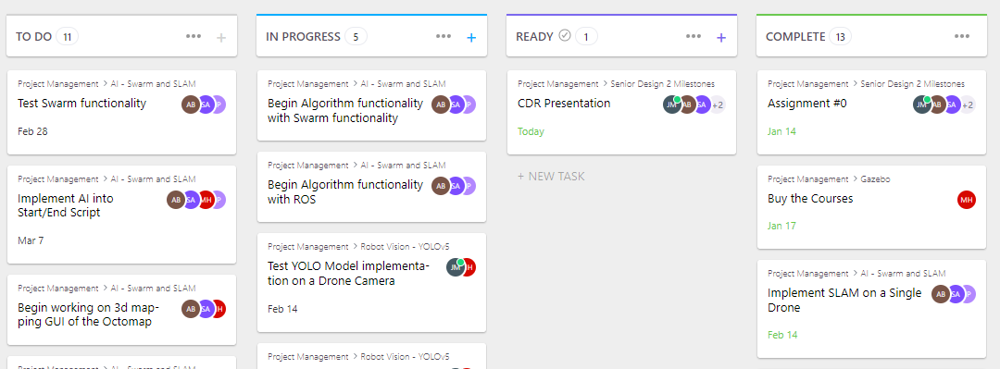 TO DO 11
Project Management > AI - Swarm and SLAM
Test Swarm functionality
AB SA P
Feb 28
Project Management > AI - Swarm and SLAM
Implement AI into
Start/End Script
AB SA MH P
Mar 7
Project Management > AI - Swarm and SLAM
Begin working on 3d map-
ping GUI of the Octomap
AB SA H
Project Management > AI - Swarm and SLAM
IN PROGRESS 5
Project Management > AI - Swarm and SLAM
Begin Algorithm functionality
with Swarm functionality
AB SA P
Project Management > AI - Swarm and SLAM
Begin Algorithm functionality
with ROS
AB SA P
Project Management > Robot Vision - YOLOv5
Test YOLO Model implementa-
tion on a Drone Camera
JM H
Feb 14
Project Management > Robot Vision - YOLOv5
READY 1
Project Management > Senior Design 2 Milestones
CDR Presentation
JM AB SA +2
Today
+ NEW TASK
COMPLETE 13
Project Management > Senior Design 2 Milestones
Assignment #0
JM AB SA +2
Jan 14
Project Management > Gazebo
Buy the Courses
MH
Jan 17
Project Management > AI - Swarm and SLAM
Implement SLAM on a Single
Drone
AB SA P
Feb 14